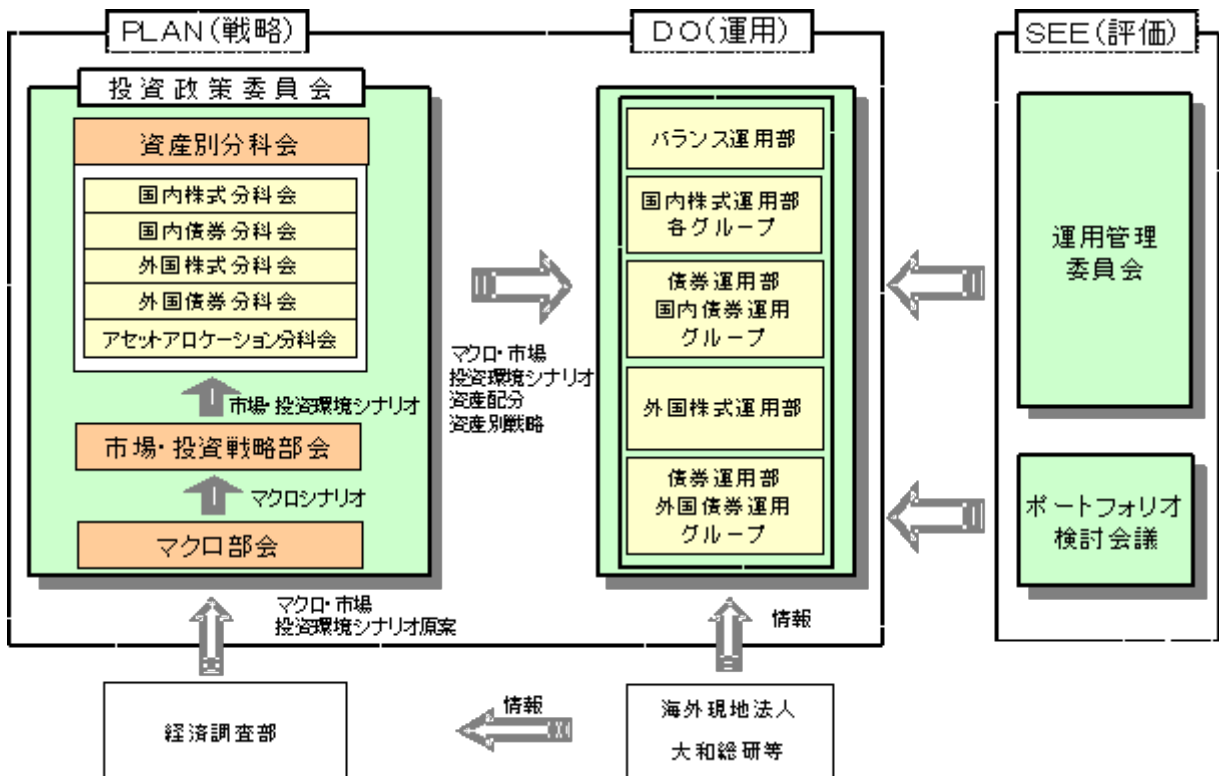 PLAN(戦略)
投資政策委員会
資産別分科会
国内株式分科会
国内債券分科会
外国株式分科会
外国債券分科会
アセットアロケーション分科会
市場・投資環境シナリオ
市場・投資戦略部会
マクロシナリオ
マクロ部会
マクロ・市場
投資環境シナリオ
資産配分
資産別戦略
DO(運用)
バランス運用部
国内株式運用部
各グループ
債券運用部
国内債券運用
グループ
外国株式運用部
債券運用部
外国債券運用
グループ
SEE(評価)
運用管理
委員会
ポートフォリオ
検討会議
マクロ・市場
投資環境シナリオ原案
情報
経済調査部
情報
海外現地法人
大和総研等